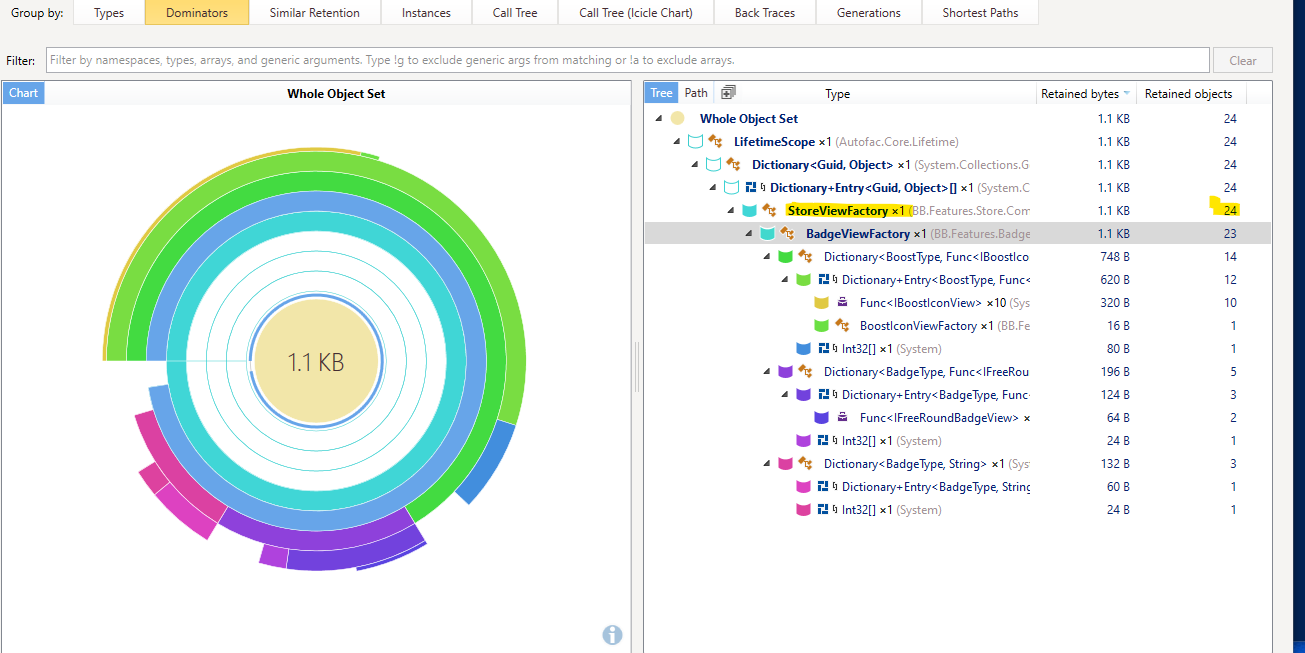 Group by: Types Dominators Similar Retention Instances Call Tree Call Tree (Icicle Chart) Back Traces Generations Shortest Paths
Filter: Filter by namespaces, types, arrays, and generic arguments. Type !g to exclude generic args from matching or !a to exclude arrays. Clear
Chart Whole Object Set
1.1 KB
Tree Path Type Retained bytes Retained objects
Whole Object Set 1.1 KB 24
LifetimeScope ×1 (Autofac.Core.Lifetime) 1.1 KB 24
Dictionary<Guid, Object> ×1 (System.Collections.G 1.1 KB 24
Dictionary+Entry<Guid, Object>[] ×1 (System.C 1.1 KB 24
StoreViewFactory ×1 (BB.Features.Store.Com 1.1 KB 24
BadgeViewFactory ×1 (BB.Features.Badge 1.1 KB 23
Dictionary<BoostType, Func<IBoostIco 748 B 14
Dictionary+Entry<BoostType, Func< 620 B 12
Func<IBoostIconView> ×10 (Sys 320 B 10
BoostIconViewFactory ×1 (BB.Fe 16 B 1
Int32[] ×1 (System) 80 B 1
Dictionary<BadgeType, Func<IFreeRou 196 B 5
Dictionary+Entry<BadgeType, Func 124 B 3
Func<IFreeRoundBadgeView> × 64 B 2
Int32[] ×1 (System) 24 B 1
Dictionary<BadgeType, String> ×1 (Sys 132 B 3
Dictionary+Entry<BadgeType, String 60 B 1
Int32[] ×1 (System) 24 B 1